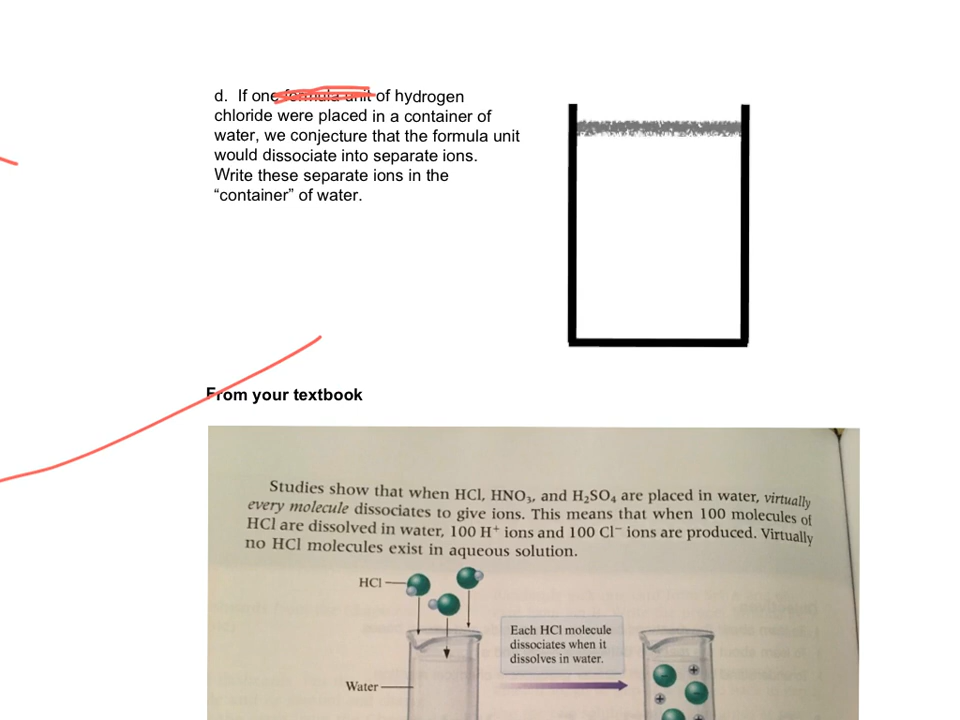 d. If one formula unit of hydrogen
chloride were placed in a container of
water, we conjecture that the formula unit
would dissociate into separate ions.
Write these separate ions in the
“container” of water.
From your textbook
Studies show that when HCl, HNO₃, and H₂SO₄ are placed in water, virtually
every molecule dissociates to give ions. This means that when 100 molecules of
HCl are dissolved in water, 100 H⁺ ions and 100 Cl⁻ ions are produced. Virtually
no HCl molecules exist in aqueous solution.
HCl
Each HCl molecule
dissociates when it
dissolves in water.
Water